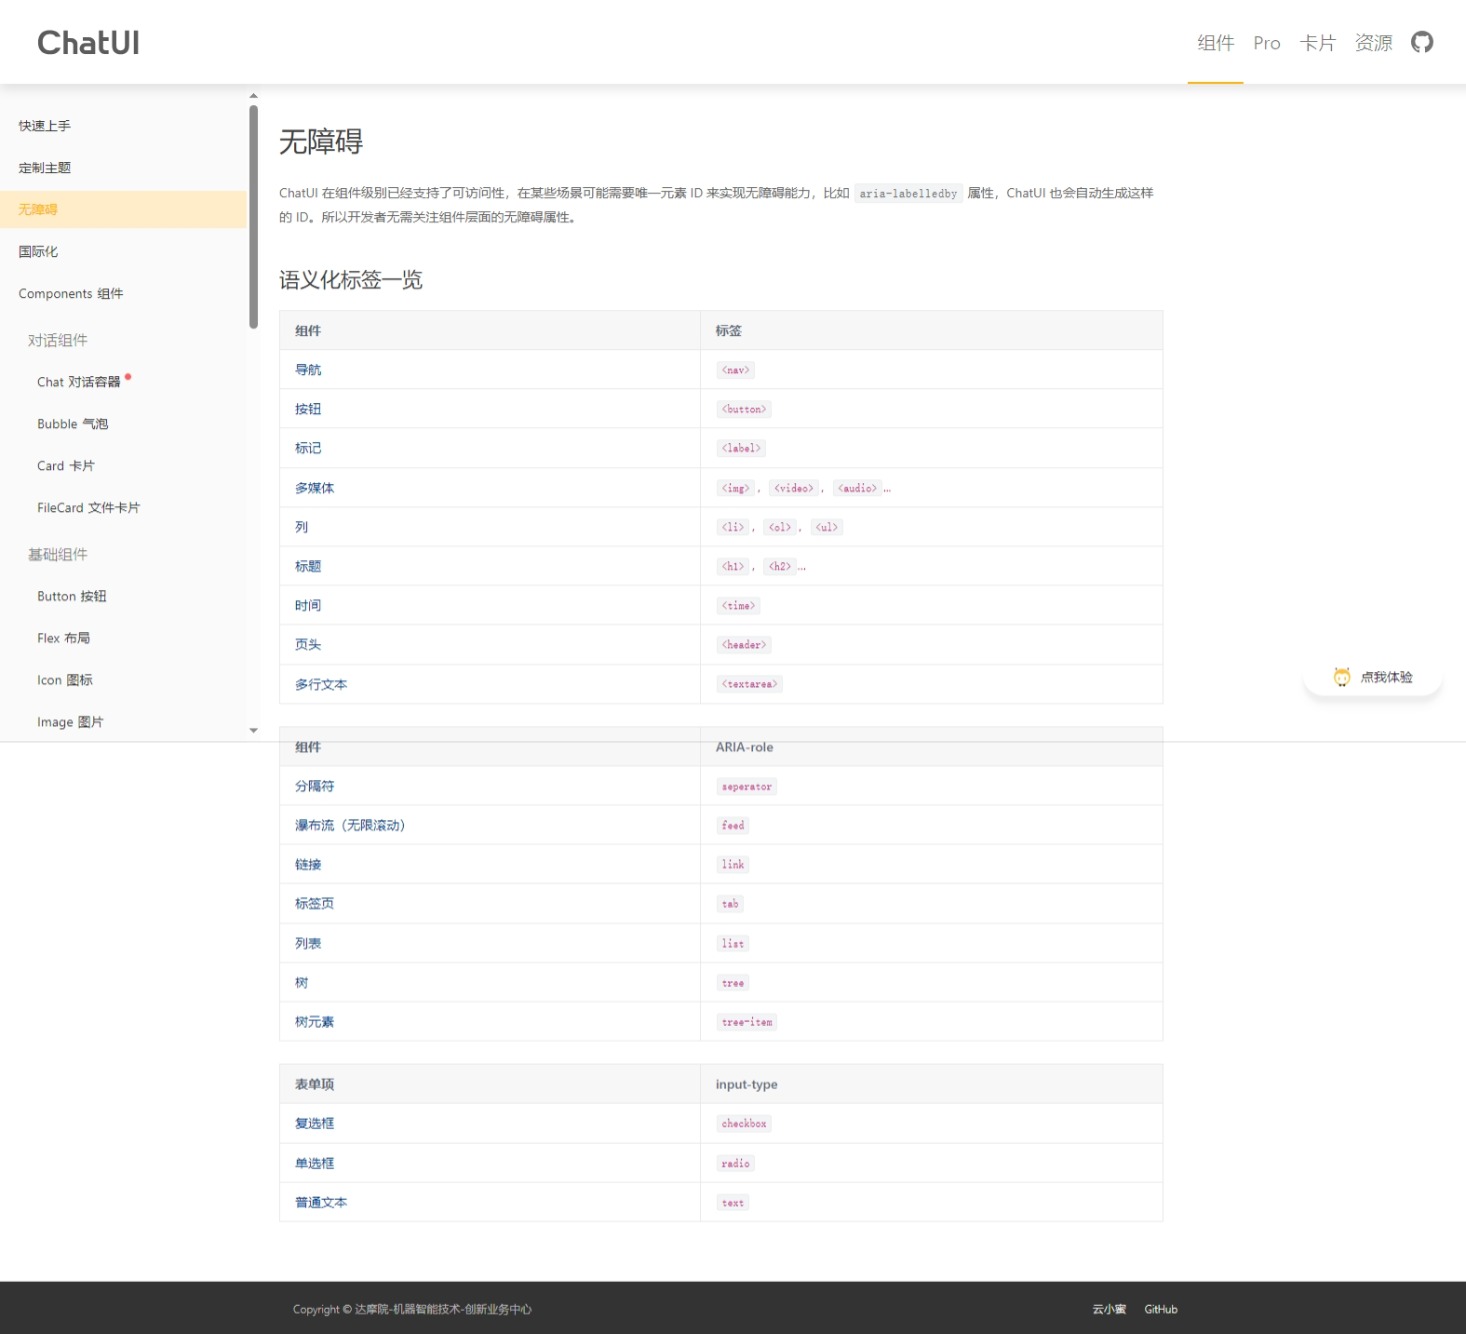 ChatUI
组件 Pro 卡片 资源
快速上手
定制主题
无障碍
国际化
Components 组件
对话组件
Chat 对话容器
Bubble 气泡
Card 卡片
FileCard 文件卡片
基础组件
Button 按钮
Flex 布局
Icon 图标
Image 图片
无障碍
ChatUI 在组件级别已经支持了可访问性，在某些场景可能需要唯一元素 ID 来实现无障碍能力，比如 aria-labelledby 属性，ChatUI 也会自动生成这样
的 ID。所以开发者无需关注组件层面的无障碍属性。
语义化标签一览
组件 标签
导航 <nav>
按钮 <button>
标记 <label>
多媒体 <img>, <video>, <audio>...
列 <li>, <ol>, <ul>
标题 <h1>, <h2>...
时间 <time>
页头 <header>
多行文本 <textarea>
组件 ARIA-role
分隔符 seperator
瀑布流（无限滚动） feed
链接 link
标签页 tab
列表 list
树 tree
树元素 tree-item
表单项 input-type
复选框 checkbox
单选框 radio
普通文本 text
点我体验
Copyright © 达摩院-机器智能技术-创新业务中心 云小蜜 GitHub